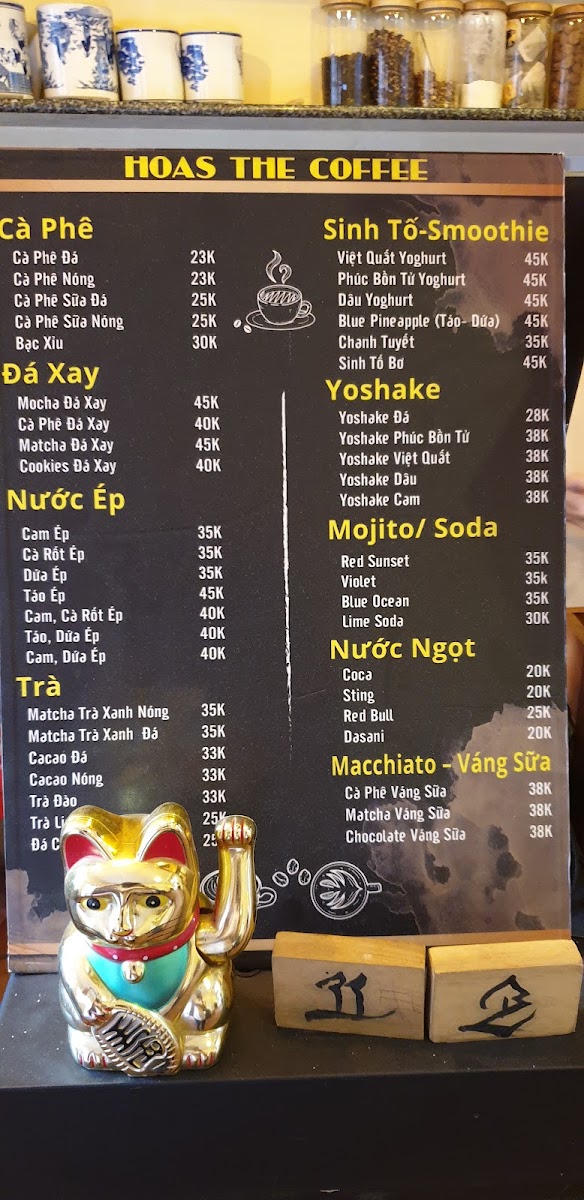 HOAS THE COFFEE
Cà Phê
Cà Phê Đá 23K
Cà Phê Nóng 23K
Cà Phê Sữa Đá 25K
Cà Phê Sữa Nóng 25K
Bạc Xỉu 30K
Đá Xay
Mocha Đá Xay 45K
Cà Phê Đá Xay 40K
Matcha Đá Xay 45K
Cookies Đá Xay 40K
Nước Ép
Cam Ép 35K
Cà Rốt Ép 35K
Dứa Ép 35K
Táo Ép 45K
Cam, Cà Rốt Ép 40K
Táo, Dứa Ép 40K
Cam, Dứa Ép 40K
Trà
Matcha Trà Xanh Nóng 35K
Matcha Trà Xanh Đá 35K
Cacao Đá 33K
Cacao Nóng 33K
Trà Đào 33K
Trà 25K
Đá
Sinh Tố-Smoothie
Việt Quất Yoghurt 45K
Phúc Bồn Tử Yoghurt 45K
Dâu Yoghurt 45K
Blue Pineapple (Táo- Dứa) 45K
Chanh Tuyết 35K
Sinh Tố Bơ 45K
Yoshake
Yoshake Đá 28K
Yoshake Phúc Bồn Tử 38K
Yoshake Việt Quất 38K
Yoshake Dâu 38K
Yoshake Cam 38K
Mojito/ Soda
Red Sunset 35K
Violet 35k
Blue Ocean 35K
Lime Soda 30K
Nước Ngọt
Coca 20K
Sting 20K
Red Bull 25K
Dasani 20K
Macchiato - Váng Sữa
Cà Phê Váng Sữa 38K
Matcha Váng Sữa 38K
Chocolate Váng Sữa 38K